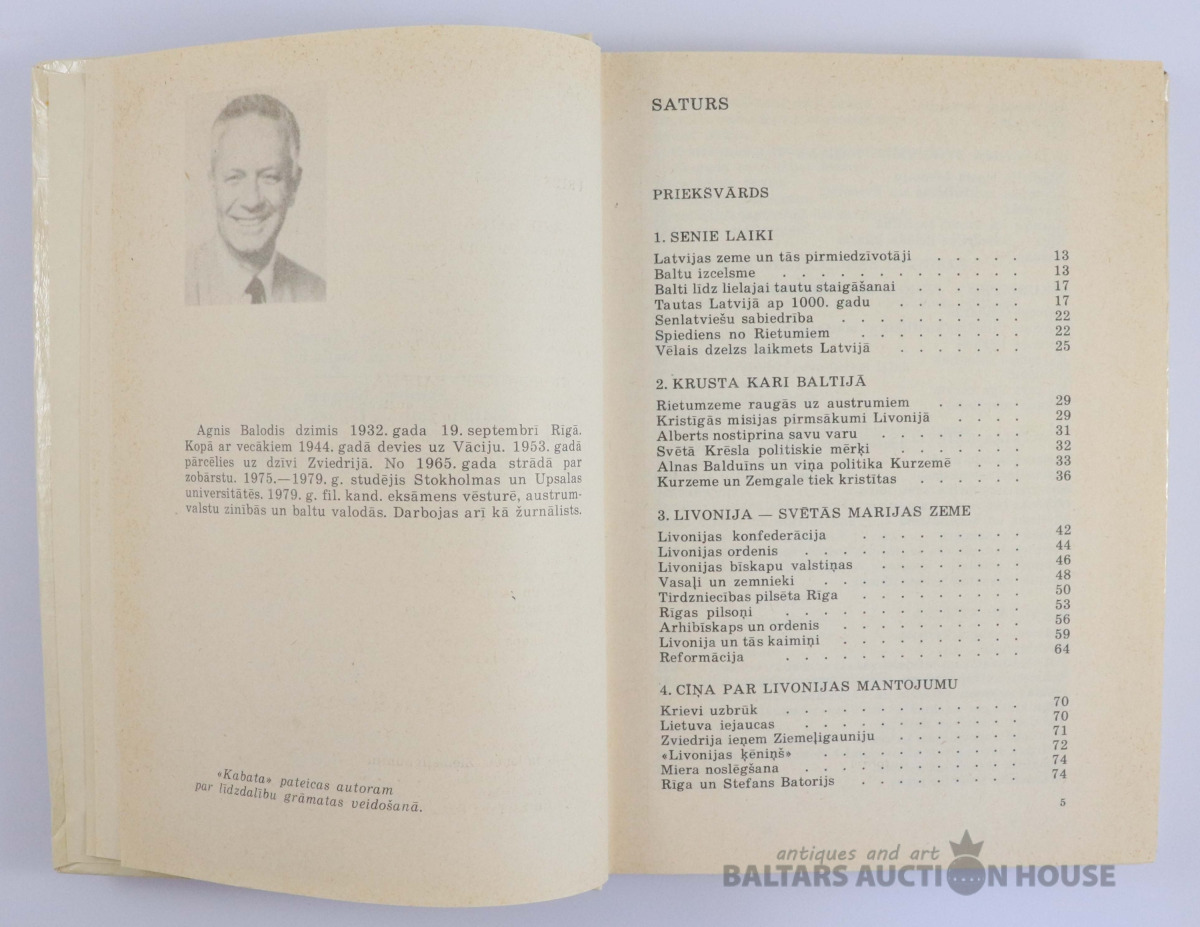 Agnis Balodis dzimis 1932. gada 19. septembrī Rīgā.
Kopā ar vecākiem 1944. gadā devies uz Vāciju. 1953. gadā
pārcēlies uz dzīvi Zviedrijā. No 1965. gada strādā par
zobārstu. 1975.—1979. g. studējis Stokholmas un Upsalas
universitātēs. 1979. g. fil. kand. eksāmens vēsturē, austrum-
valstu zinībās un baltu valodās. Darbojas arī kā žurnālists.
«Kabata» pateicas autoram
par līdzdalību grāmatas veidošanā.
SATURS
PRIEKSVĀRDS
1. SENIE LAIKI
Latvijas zeme un tās pirmiedzīvotāji . . . . . 13
Baltu izcelsme . . . . . . . . . . . . . 13
Balti līdz lielajai tautu staigāšanai . . . . . . 17
Tautas Latvijā ap 1000. gadu . . . . . . . 17
Senlatviešu sabiedrība . . . . . . . . . . 22
Spiediens no Rietumiem . . . . . . . . . 22
Vēlais dzelzs laikmets Latvijā . . . . . . . 25
2. KRUSTA KARI BALTIJĀ
Rietumzeme raugās uz austrumiem . . . . . 29
Kristīgās misijas pirmsākumi Livonijā . . . . . 29
Alberts nostiprina savu varu . . . . . . . . 31
Svētā Krēsla politiskie mērķi . . . . . . . 32
Alnas Balduīns un viņa politika Kurzemē . . . 33
Kurzeme un Zemgale tiek kristītas . . . . . . 36
3. LIVONIJA — SVĒTĀS MARIJAS ZEME
Livonijas konfederācija . . . . . . . . . 42
Livonijas ordenis . . . . . . . . . . . . 44
Livonijas bīskapu valstiņas . . . . . . . . 46
Vasaļi un zemnieki . . . . . . . . . . . 48
Tirdzniecības pilsēta Rīga . . . . . . . . . 50
Rīgas pilsoņi . . . . . . . . . . . . . 53
Arhibīskaps un ordenis . . . . . . . . . . 56
Livonija un tās kaimiņi . . . . . . . . . . 59
Reformācija . . . . . . . . . . . . . 64
4. CĪŅA PAR LIVONIJAS MANTOJUMU
Krievi uzbrūk . . . . . . . . . . . . . 70
Lietuva iejaucas . . . . . . . . . . . . 70
Zviedrija ieņem Ziemeļigauniju . . . . . . . 71
«Livonijas ķēniņš» . . . . . . . . . . . 72
Miera noslēgšana . . . . . . . . . . . . 74
Rīga un Stefans Batorijs . . . . . . . . . 74
5
antiques and art
BALTARS AUCTION HOUSE